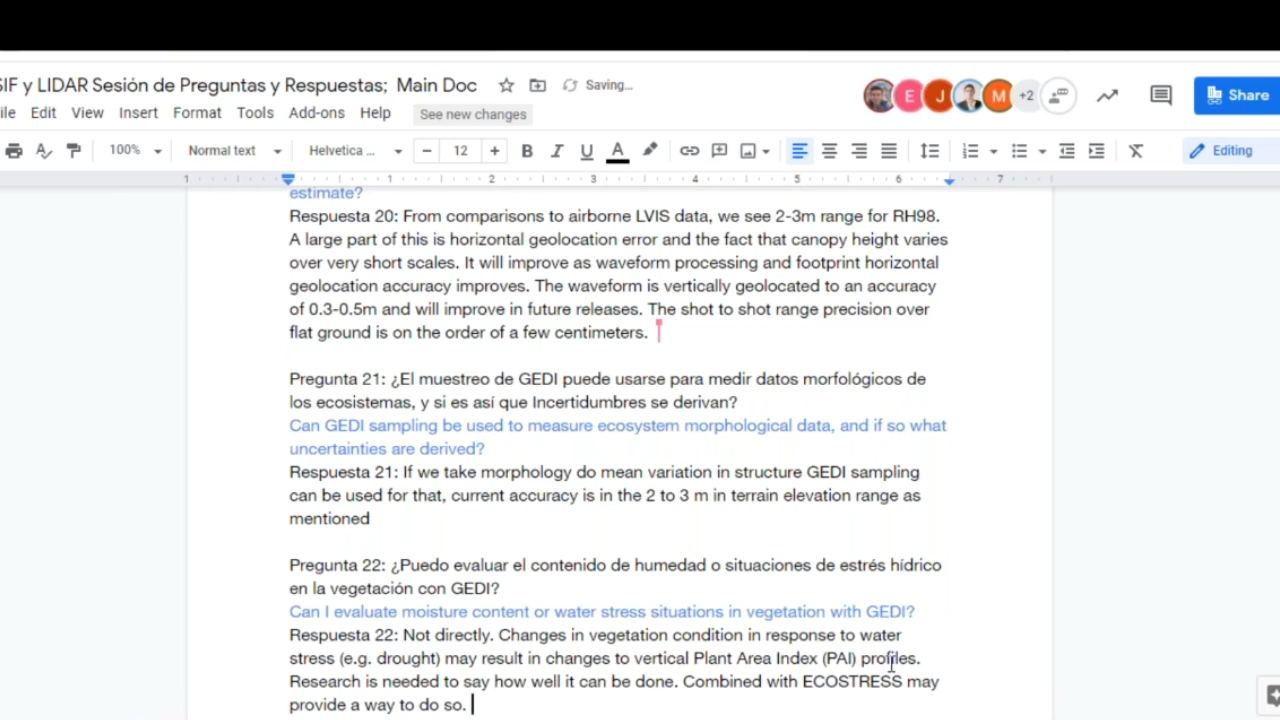 SIF y LIDAR Sesión de Preguntas y Respuestas; Main Doc Saving...
E J M +2 Share
ile Edit View Insert Format Tools Add-ons Help See new changes
100% Normal text Helvetica ... − 12 + B I U A Editing
1 1 2 3 4 5 6 7
estimate?
Respuesta 20: From comparisons to airborne LVIS data, we see 2-3m range for RH98.
A large part of this is horizontal geolocation error and the fact that canopy height varies
over very short scales. It will improve as waveform processing and footprint horizontal
geolocation accuracy improves. The waveform is vertically geolocated to an accuracy
of 0.3-0.5m and will improve in future releases. The shot to shot range precision over
flat ground is on the order of a few centimeters.
Pregunta 21: ¿El muestreo de GEDI puede usarse para medir datos morfológicos de
los ecosistemas, y si es así que Incertidumbres se derivan?
Can GEDI sampling be used to measure ecosystem morphological data, and if so what
uncertainties are derived?
Respuesta 21: If we take morphology do mean variation in structure GEDI sampling
can be used for that, current accuracy is in the 2 to 3 m in terrain elevation range as
mentioned
Pregunta 22: ¿Puedo evaluar el contenido de humedad o situaciones de estrés hídrico
en la vegetación con GEDI?
Can I evaluate moisture content or water stress situations in vegetation with GEDI?
Respuesta 22: Not directly. Changes in vegetation condition in response to water
stress (e.g. drought) may result in changes to vertical Plant Area Index (PAI) profiles.
Research is needed to say how well it can be done. Combined with ECOSTRESS may
provide a way to do so.